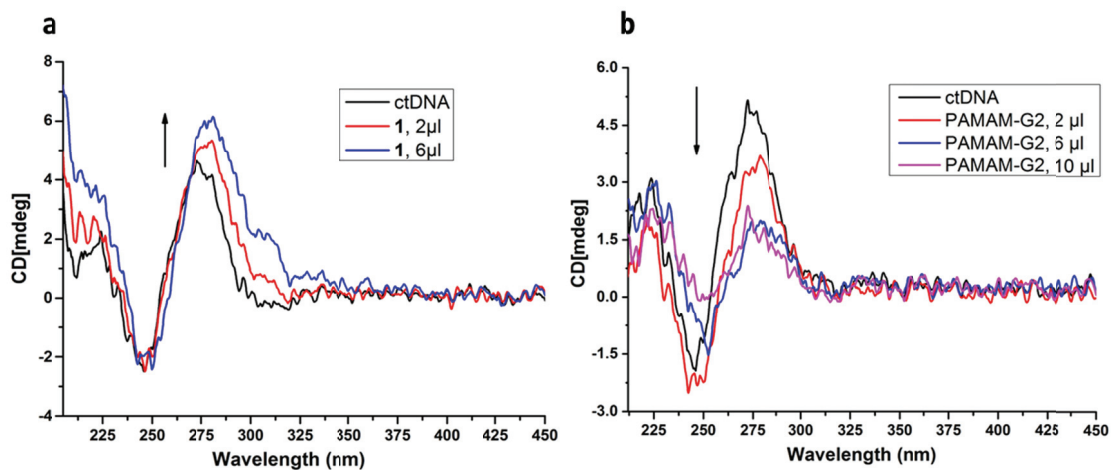 a
8
6
4
2
0
-2
-4
CD[mdeg]
225 250 275 300 325 350 375 400 425 450
Wavelength (nm)
ctDNA
1, 2µl
1, 6µl
b
6.0
4.5
3.0
1.5
0.0
-1.5
-3.0
CD[mdeg]
225 250 275 300 325 350 375 400 425 450
Wavelength (nm)
ctDNA
PAMAM-G2, 2 µl
PAMAM-G2, 6 µl
PAMAM-G2, 10 µl